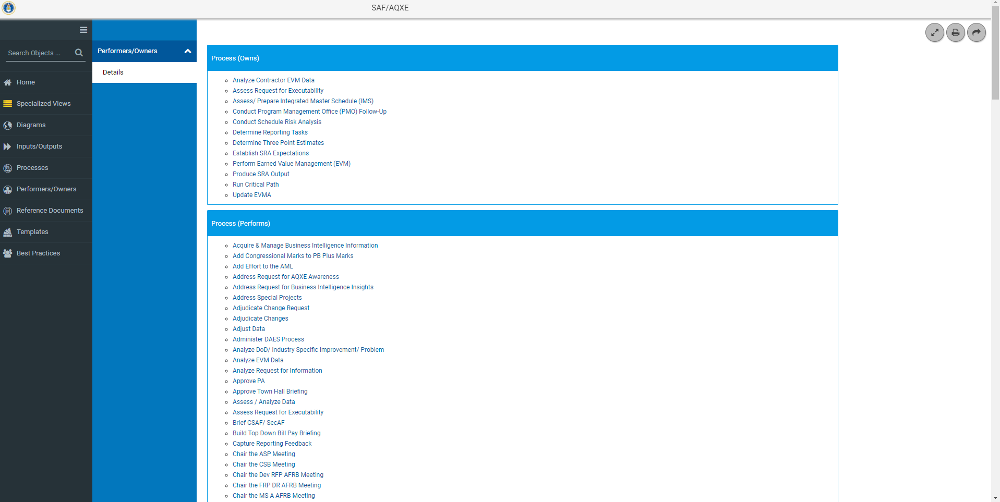 SAF/AQXE
Search Objects ...
Home
Specialized Views
Diagrams
Inputs/Outputs
Processes
Performers/Owners
Reference Documents
Templates
Best Practices
Performers/Owners
Details
Process (Owns)
Analyze Contractor EVM Data
Assess Request for Executability
Assess/ Prepare Integrated Master Schedule (IMS)
Conduct Program Management Office (PMO) Follow-Up
Conduct Schedule Risk Analysis
Determine Reporting Tasks
Determine Three Point Estimates
Establish SRA Expectations
Perform Earned Value Management (EVM)
Produce SRA Output
Run Critical Path
Update EVMA
Process (Performs)
Acquire & Manage Business Intelligence Information
Add Congressional Marks to PB Plus Marks
Add Effort to the AML
Address Request for AQXE Awareness
Address Request for Business Intelligence Insights
Address Special Projects
Adjudicate Change Request
Adjudicate Changes
Adjust Data
Administer DAES Process
Analyze DoD/ Industry Specific Improvement/ Problem
Analyze EVM Data
Analyze Request for Information
Approve PA
Approve Town Hall Briefing
Assess / Analyze Data
Assess Request for Executability
Brief CSAF/ SecAF
Build Top Down Bill Pay Briefing
Capture Reporting Feedback
Chair the ASP Meeting
Chair the CSB Meeting
Chair the Dev RFP AFRB Meeting
Chair the FRP DR AFRB Meeting
Chair the MS A AFRB Meeting